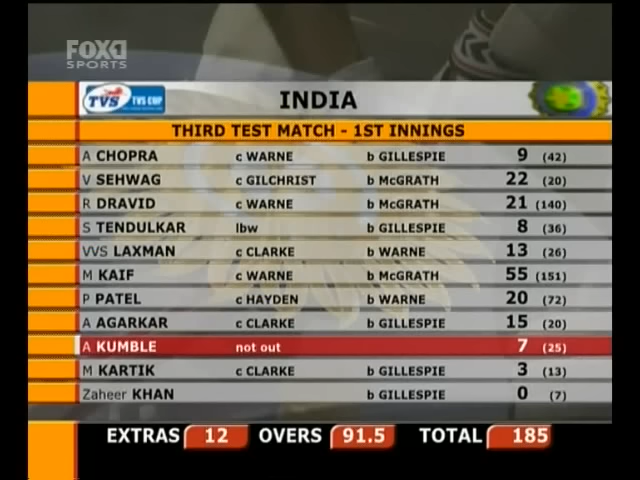 FOX SPORTS
TVS TVS CUP INDIA
THIRD TEST MATCH - 1ST INNINGS
A CHOPRA c WARNE b GILLESPIE 9 (42)
V SEHWAG c GILCHRIST b McGRATH 22 (20)
R DRAVID c WARNE b McGRATH 21 (140)
S TENDULKAR lbw b GILLESPIE 8 (36)
VVS LAXMAN c CLARKE b WARNE 13 (26)
M KAIF c WARNE b McGRATH 55 (151)
P PATEL c HAYDEN b WARNE 20 (72)
A AGARKAR c CLARKE b GILLESPIE 15 (20)
A KUMBLE not out 7 (25)
M KARTIK c CLARKE b GILLESPIE 3 (13)
Zaheer KHAN b GILLESPIE 0 (7)
EXTRAS 12 OVERS 91.5 TOTAL 185